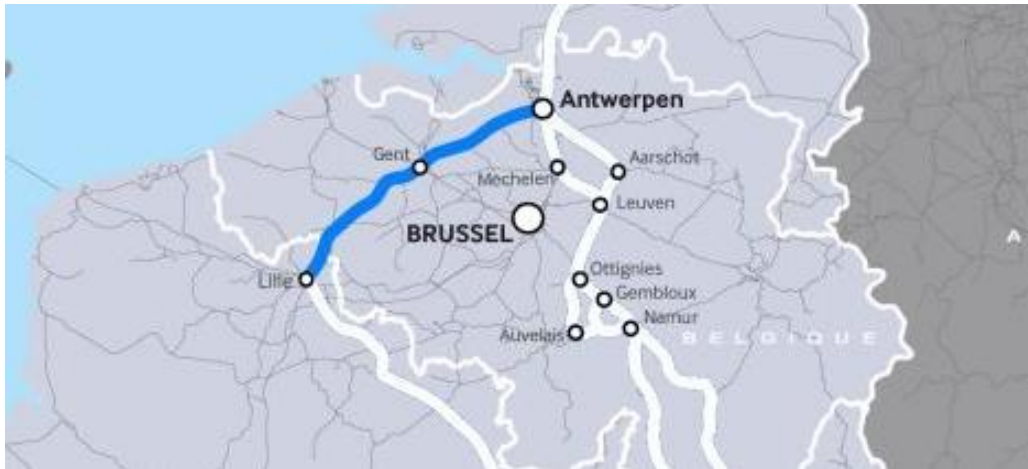 Antwerpen
Gent
Mechelen
Aarschot
Leuven
BRUSSEL
Lille
Ottignies
Gembloux
Namur
Auvelais
BELGIQUE
A